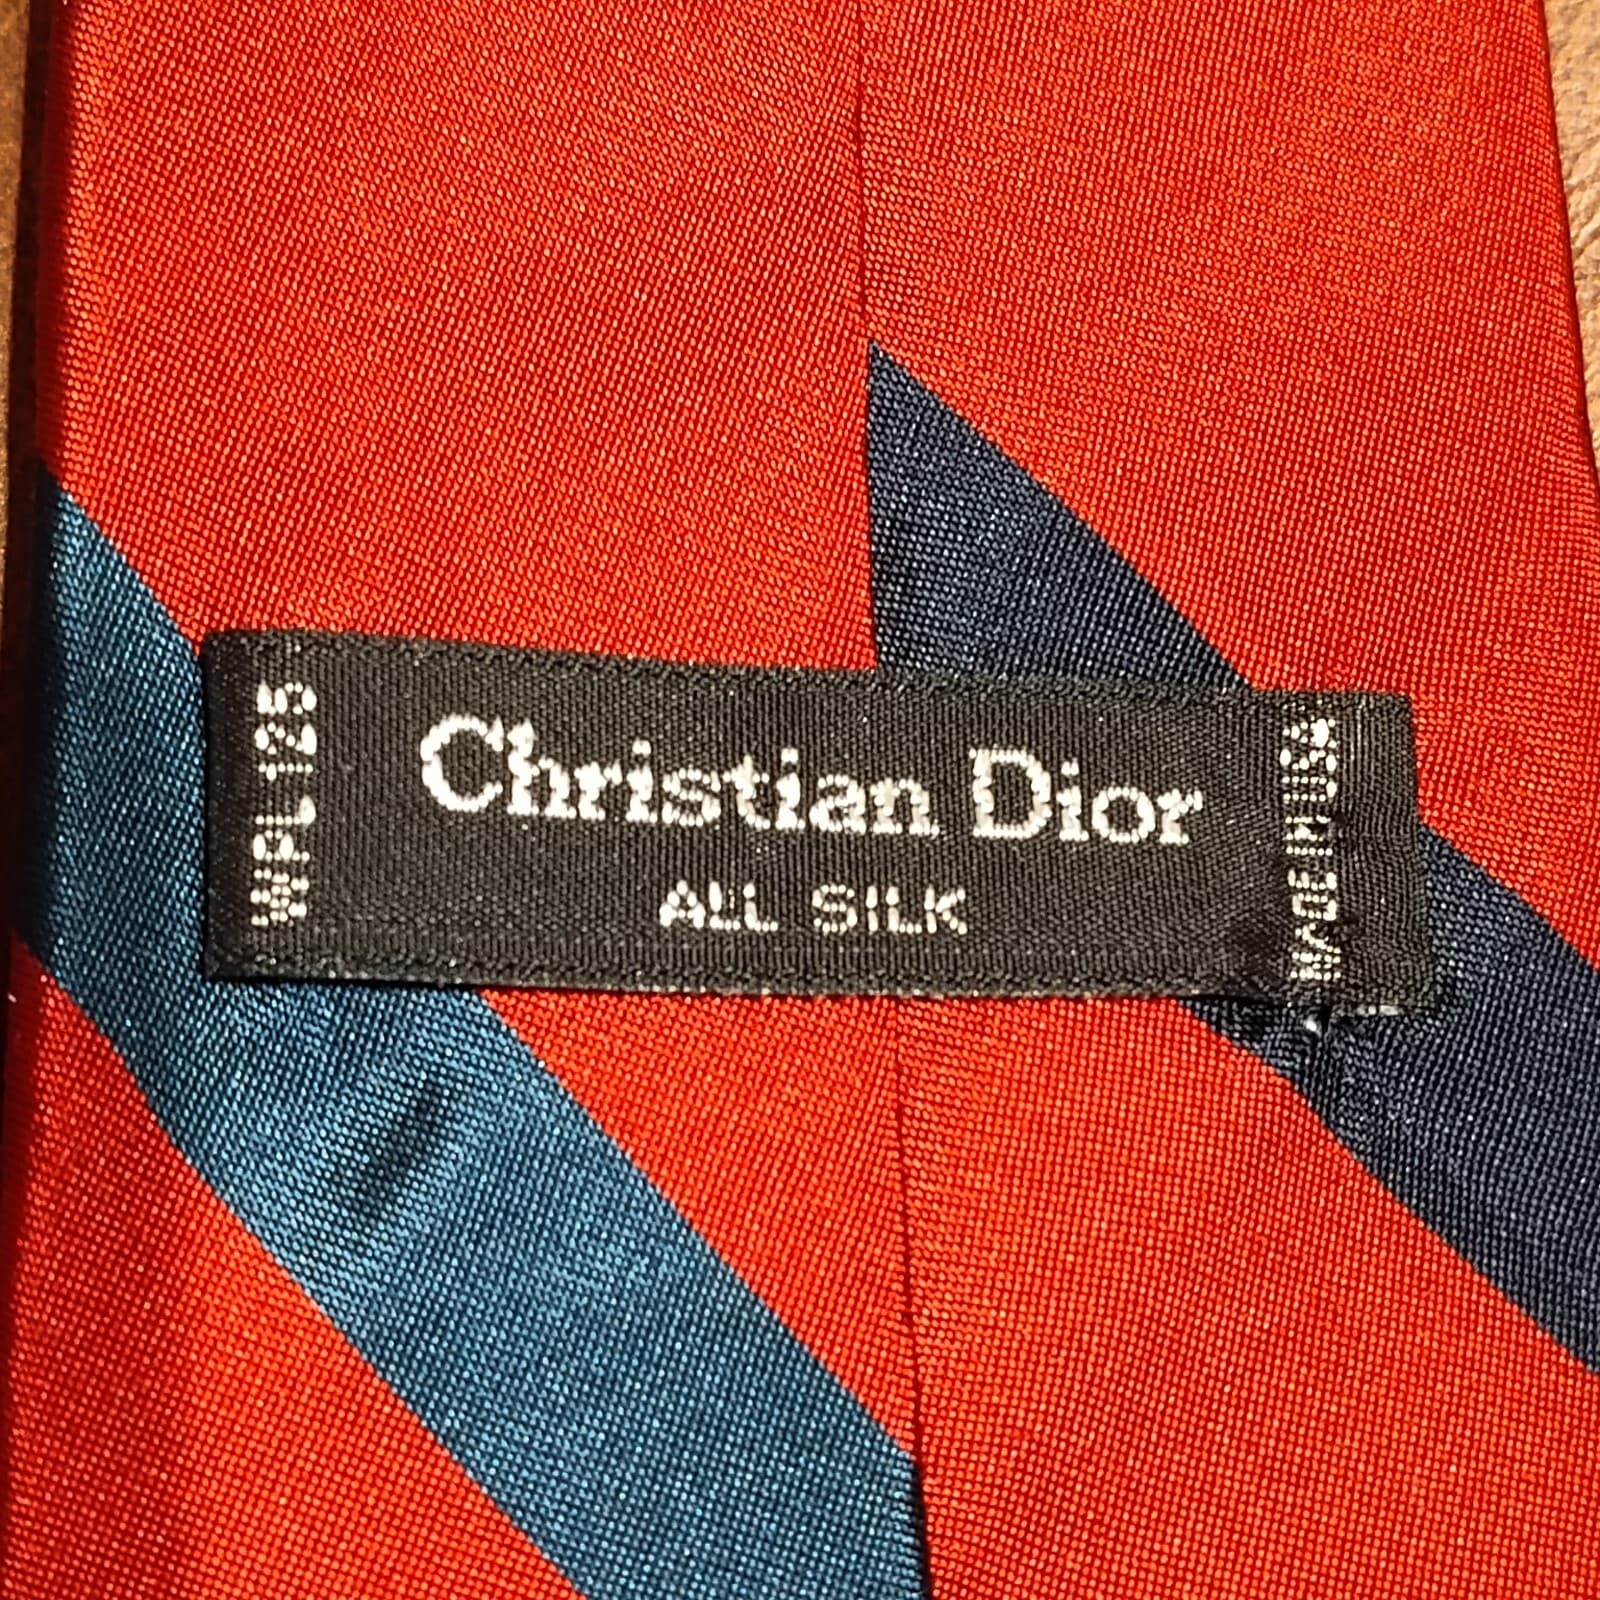 WPL 125
Christian Dior
ALL SILK
MADE IN USA